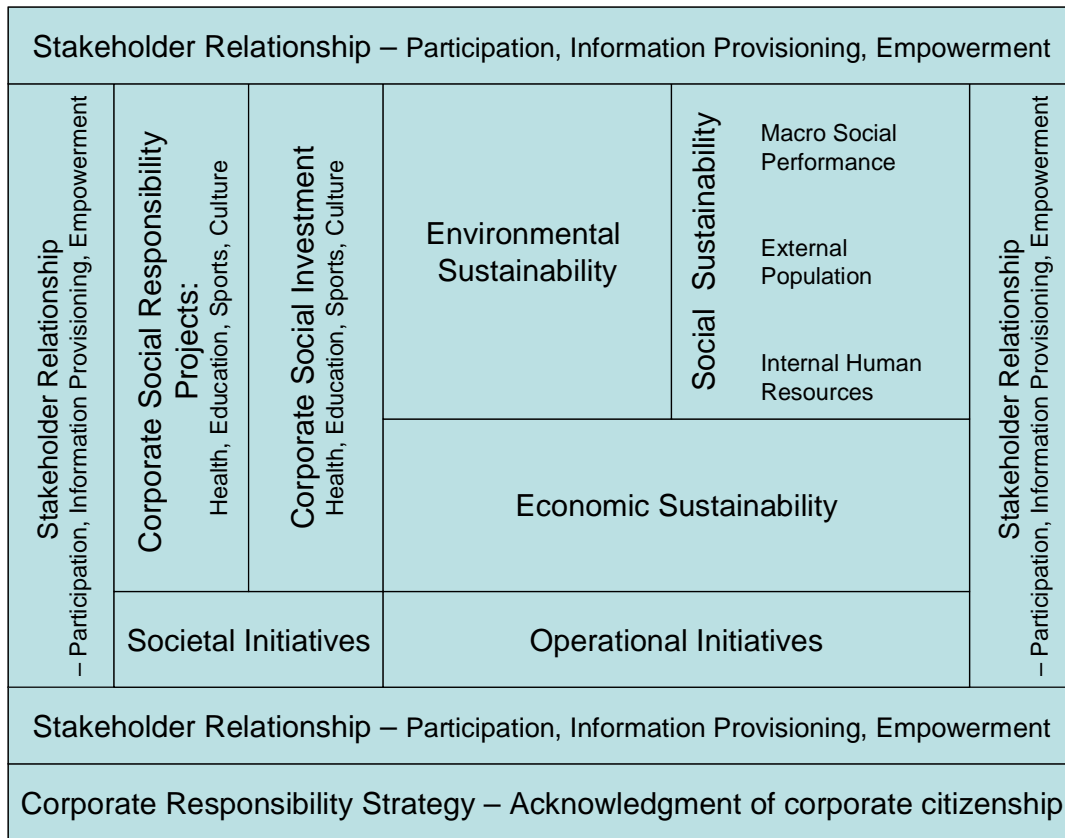 Stakeholder Relationship – Participation, Information Provisioning, Empowerment
Stakeholder Relationship
– Participation, Information Provisioning, Empowerment
Corporate Social Responsibility
Projects:
Health, Education, Sports, Culture
Corporate Social Investment
Health, Education, Sports, Culture
Environmental
Sustainability
Social Sustainability
Macro Social
Performance
External
Population
Internal Human
Resources
Economic Sustainability
Stakeholder Relationship
– Participation, Information Provisioning, Empowerment
Societal Initiatives
Operational Initiatives
Stakeholder Relationship – Participation, Information Provisioning, Empowerment
Corporate Responsibility Strategy – Acknowledgment of corporate citizenship